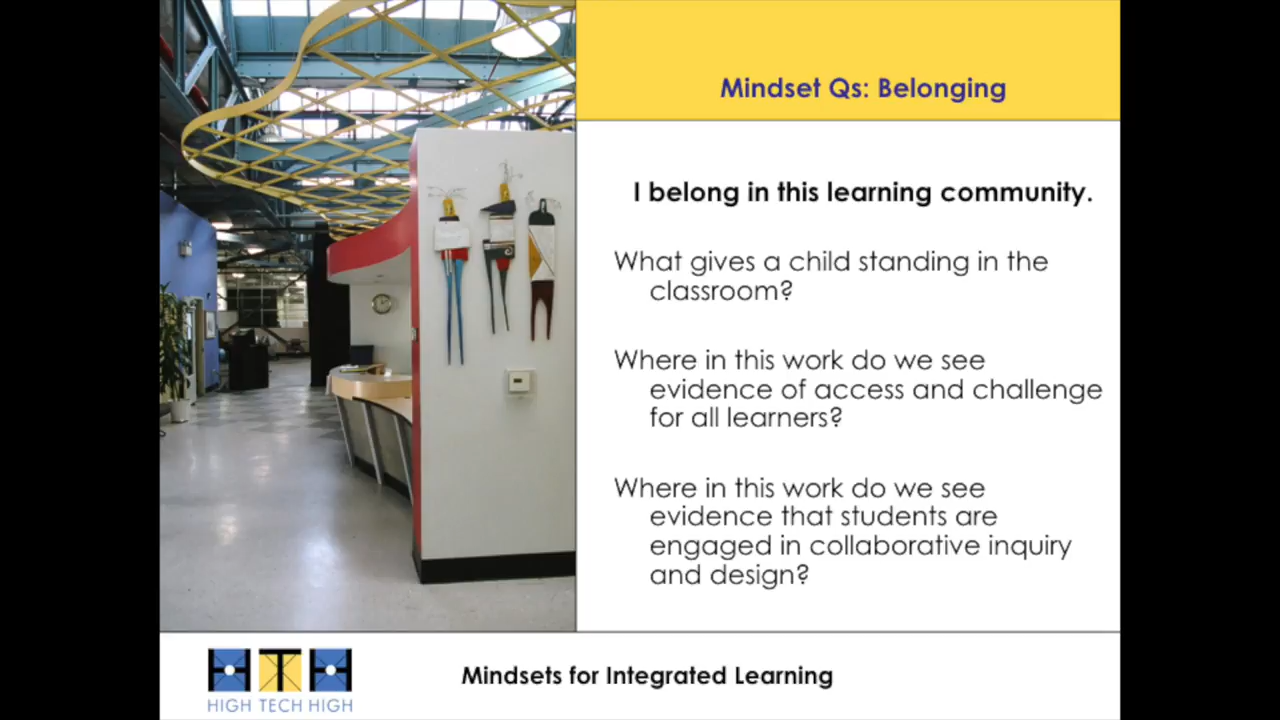 Mindset Qs: Belonging
I belong in this learning community.
What gives a child standing in the
classroom?
Where in this work do we see
evidence of access and challenge
for all learners?
Where in this work do we see
evidence that students are
engaged in collaborative inquiry
and design?
HTH
HIGH TECH HIGH
Mindsets for Integrated Learning